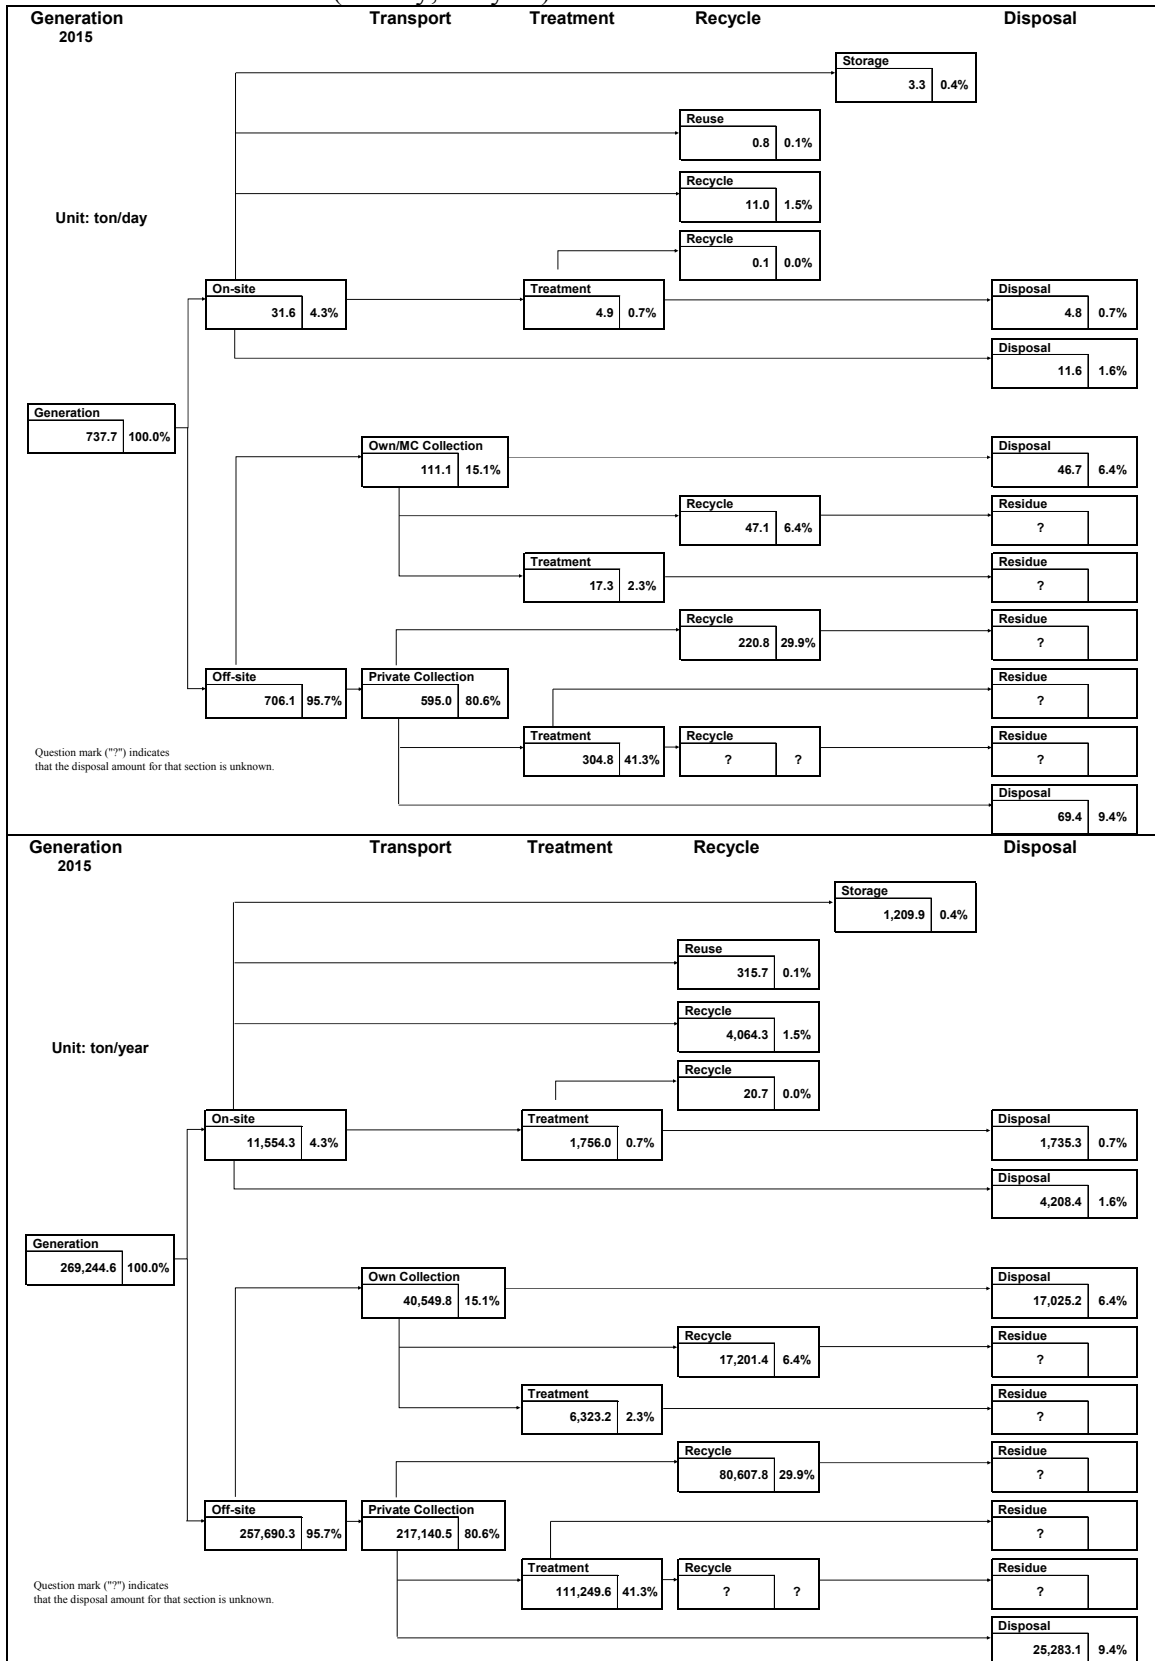 Generation Transport Treatment Recycle Disposal
2015
Storage
3.3 0.4%
Reuse
0.8 0.1%
Recycle
11.0 1.5%
Unit: ton/day
Recycle
0.1 0.0%
On-site Treatment Disposal
31.6 4.3% 4.9 0.7% 4.8 0.7%
Disposal
11.6 1.6%
Generation
737.7 100.0%
Own/MC Collection Disposal
111.1 15.1% 46.7 6.4%
Recycle Residue
47.1 6.4% ?
Treatment Residue
17.3 2.3% ?
Recycle Residue
220.8 29.9% ?
Off-site Private Collection Residue
706.1 95.7% 595.0 80.6% ?
Treatment Recycle Residue
304.8 41.3% ? ? ?
Question mark ("?") indicates
that the disposal amount for that section is unknown.
Disposal
69.4 9.4%
Generation Transport Treatment Recycle Disposal
2015
Storage
1,209.9 0.4%
Reuse
315.7 0.1%
Recycle
4,064.3 1.5%
Unit: ton/year
Recycle
20.7 0.0%
On-site Treatment Disposal
11,554.3 4.3% 1,756.0 0.7% 1,735.3 0.7%
Disposal
4,208.4 1.6%
Generation
269,244.6 100.0%
Own Collection Disposal
40,549.8 15.1% 17,025.2 6.4%
Recycle Residue
17,201.4 6.4% ?
Treatment Residue
6,323.2 2.3% ?
Recycle Residue
80,607.8 29.9% ?
Off-site Private Collection Residue
257,690.3 95.7% 217,140.5 80.6% ?
Treatment Recycle Residue
111,249.6 41.3% ? ? ?
Question mark ("?") indicates
that the disposal amount for that section is unknown.
Disposal
25,283.1 9.4%